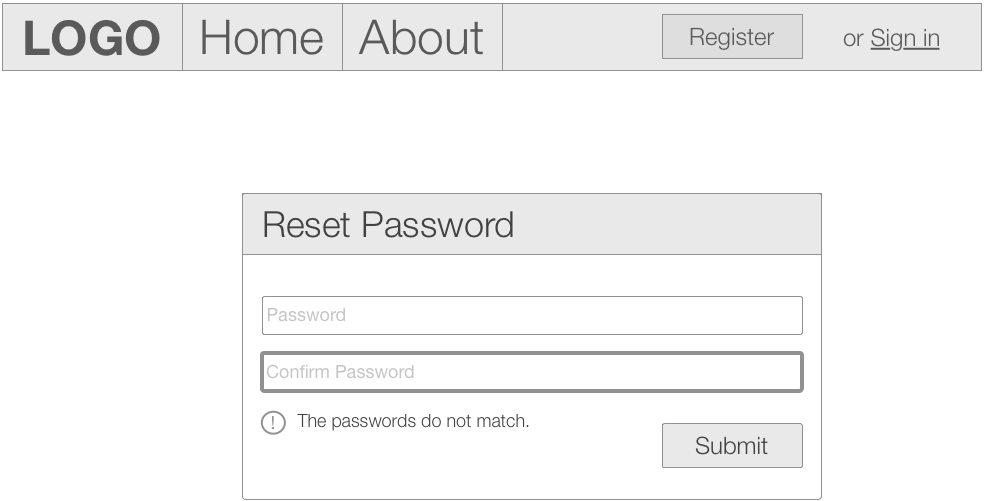 LOGO Home About Register or Sign in
Reset Password
Password
Confirm Password
! The passwords do not match.
Submit